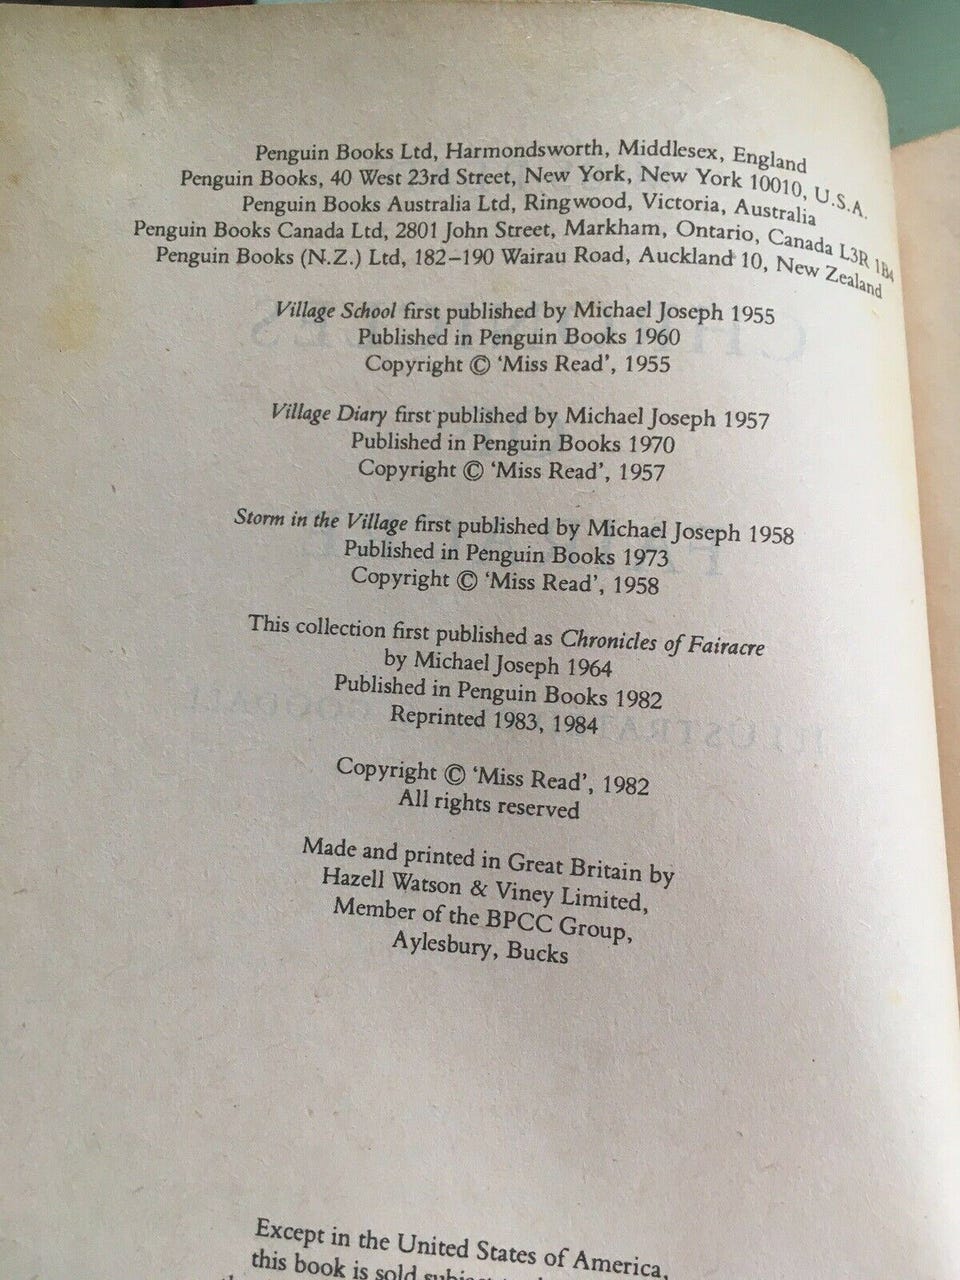 Penguin Books Ltd, Harmondsworth, Middlesex, England
Penguin Books, 40 West 23rd Street, New York, New York 10010, U.S.A.
Penguin Books Australia Ltd, Ringwood, Victoria, Australia
Penguin Books Canada Ltd, 2801 John Street, Markham, Ontario, Canada L3R 1B4
Penguin Books (N.Z.) Ltd, 182–190 Wairau Road, Auckland 10, New Zealand
Village School first published by Michael Joseph 1955
Published in Penguin Books 1960
Copyright © ‘Miss Read’, 1955
Village Diary first published by Michael Joseph 1957
Published in Penguin Books 1970
Copyright © ‘Miss Read’, 1957
Storm in the Village first published by Michael Joseph 1958
Published in Penguin Books 1973
Copyright © ‘Miss Read’, 1958
This collection first published as Chronicles of Fairacre
by Michael Joseph 1964
Published in Penguin Books 1982
Reprinted 1983, 1984
Copyright © ‘Miss Read’, 1982
All rights reserved
Made and printed in Great Britain by
Hazell Watson & Viney Limited,
Member of the BPCC Group,
Aylesbury, Bucks
Except in the United States of America,
this book is sold